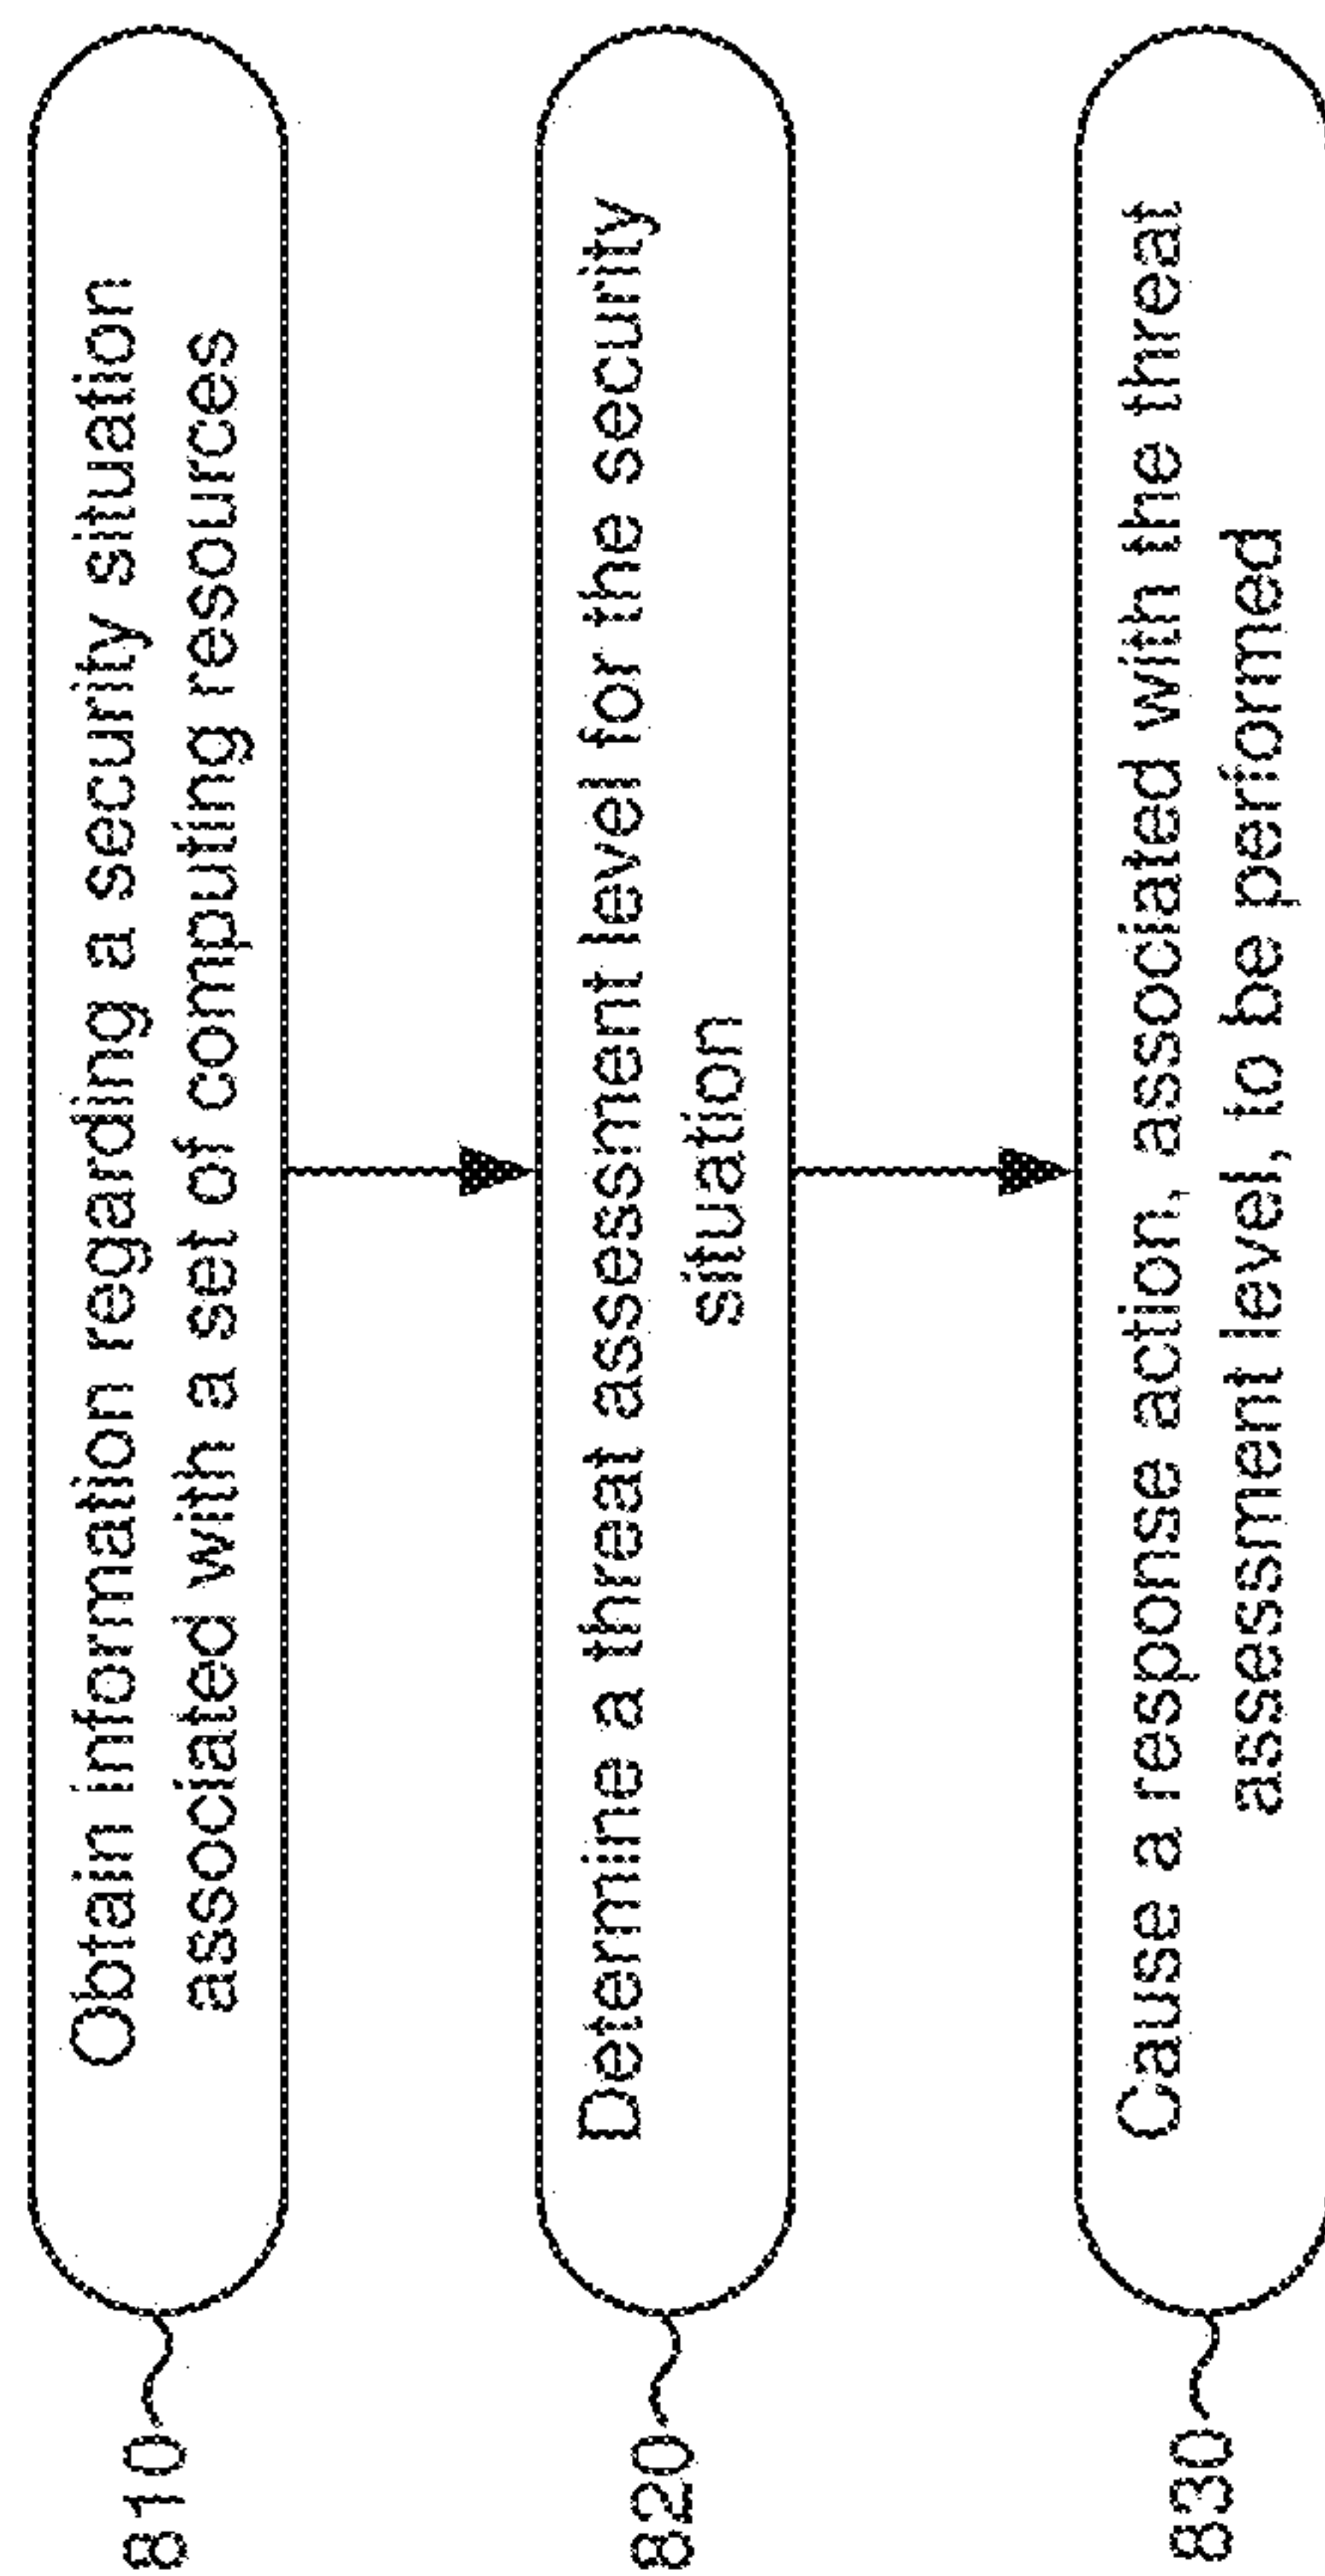 810
Obtain information regarding a security situation
associated with a set of computing resources
820
Determine a threat assessment level for the security
situation
830
Cause a response action, associated with the threat
assessment level, to be performed